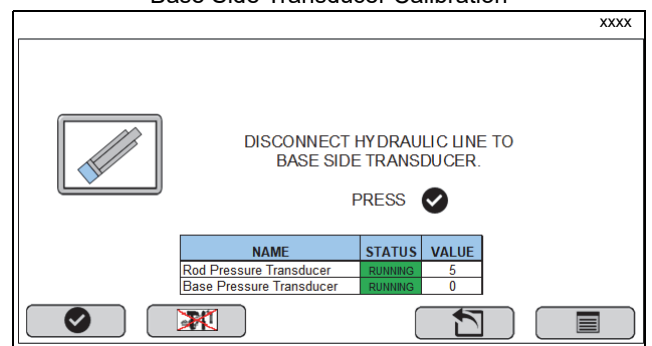 Base Side Transducer Calibration
xxxx
DISCONNECT HYDRAULIC LINE TO
BASE SIDE TRANSDUCER.
PRESS
NAME STATUS VALUE
Rod Pressure Transducer RUNNING 5
Base Pressure Transducer RUNNING 0